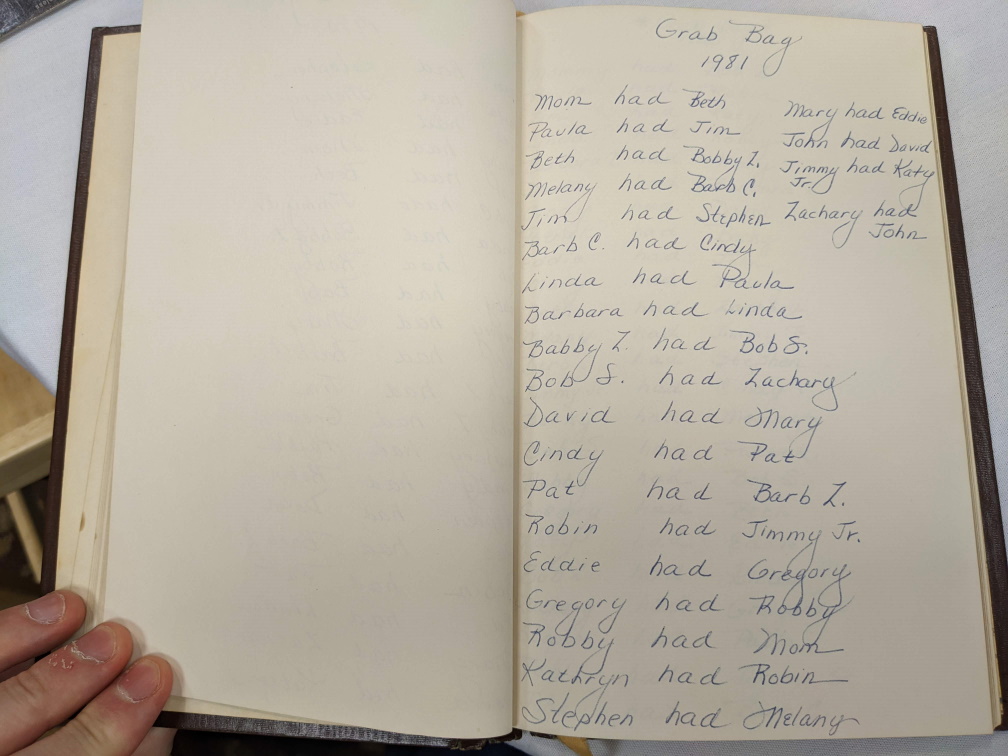 Grab Bag
1981
Mom had Beth
Paula had Jim
Beth had Bobby Z.
Melany had Barb C.
Jim had Stephen
Barb C. had Cindy
Linda had Paula
Barbara had Linda
Babby Z. had Bob S.
Bob S. had Zachary
David had Mary
Cindy had Pat
Pat had Barb Z.
Robin had Jimmy Jr.
Eddie had Gregory
Gregory had Robby
Robby had Mom
Kathryn had Robin
Stephen had Melany
Mary had Eddie
John had David
Jimmy had Katy
Jr.
Zachary had
John